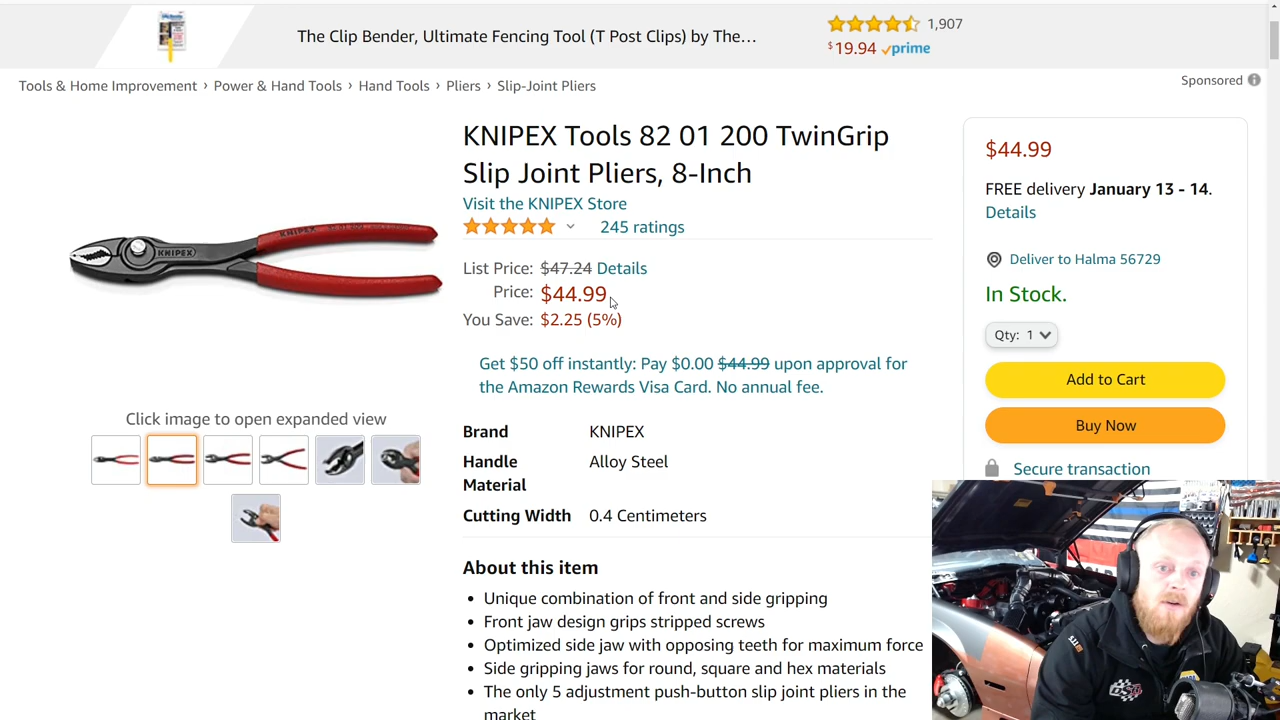 The Clip Bender, Ultimate Fencing Tool (T Post Clips) by The…
1,907
$19.94 prime
Tools & Home Improvement › Power & Hand Tools › Hand Tools › Pliers › Slip-Joint Pliers
Sponsored
KNIPEX Tools 82 01 200 TwinGrip
Slip Joint Pliers, 8-Inch
Visit the KNIPEX Store
245 ratings
List Price: $47.24 Details
Price: $44.99
You Save: $2.25 (5%)
Get $50 off instantly: Pay $0.00 $44.99 upon approval for
the Amazon Rewards Visa Card. No annual fee.
KNIPEX
KNIPEX
Click image to open expanded view
Brand KNIPEX
Handle Alloy Steel
Material
Cutting Width 0.4 Centimeters
About this item
• Unique combination of front and side gripping
• Front jaw design grips stripped screws
• Optimized side jaw with opposing teeth for maximum force
• Side gripping jaws for round, square and hex materials
• The only 5 adjustment push-button slip joint pliers in the
market
$44.99
FREE delivery January 13 - 14.
Details
Deliver to Halma 56729
In Stock.
Qty: 1
Add to Cart
Buy Now
Secure transaction